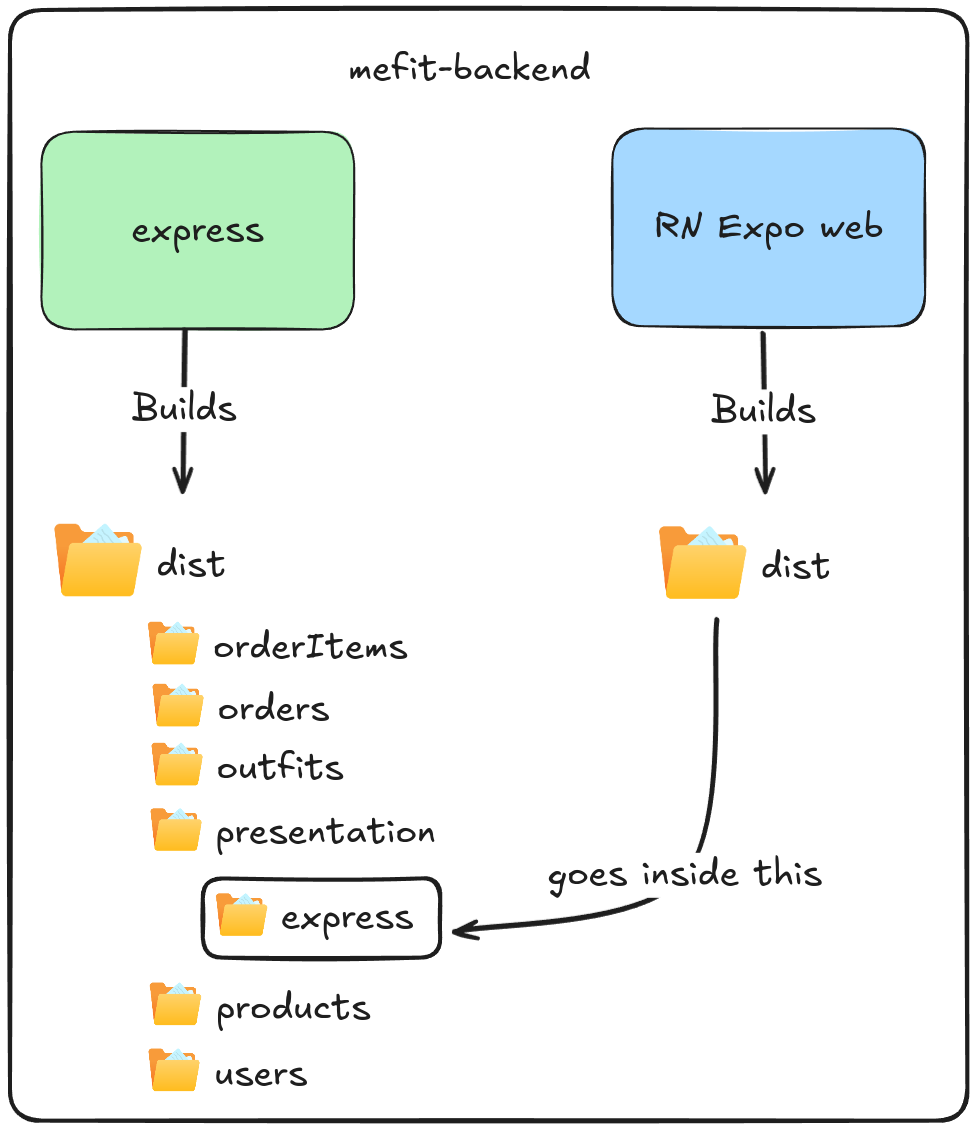 mefit-backend
express
RN Expo web
Builds
Builds
dist
dist
orderItems
orders
outfits
presentation
goes inside this
express
products
users